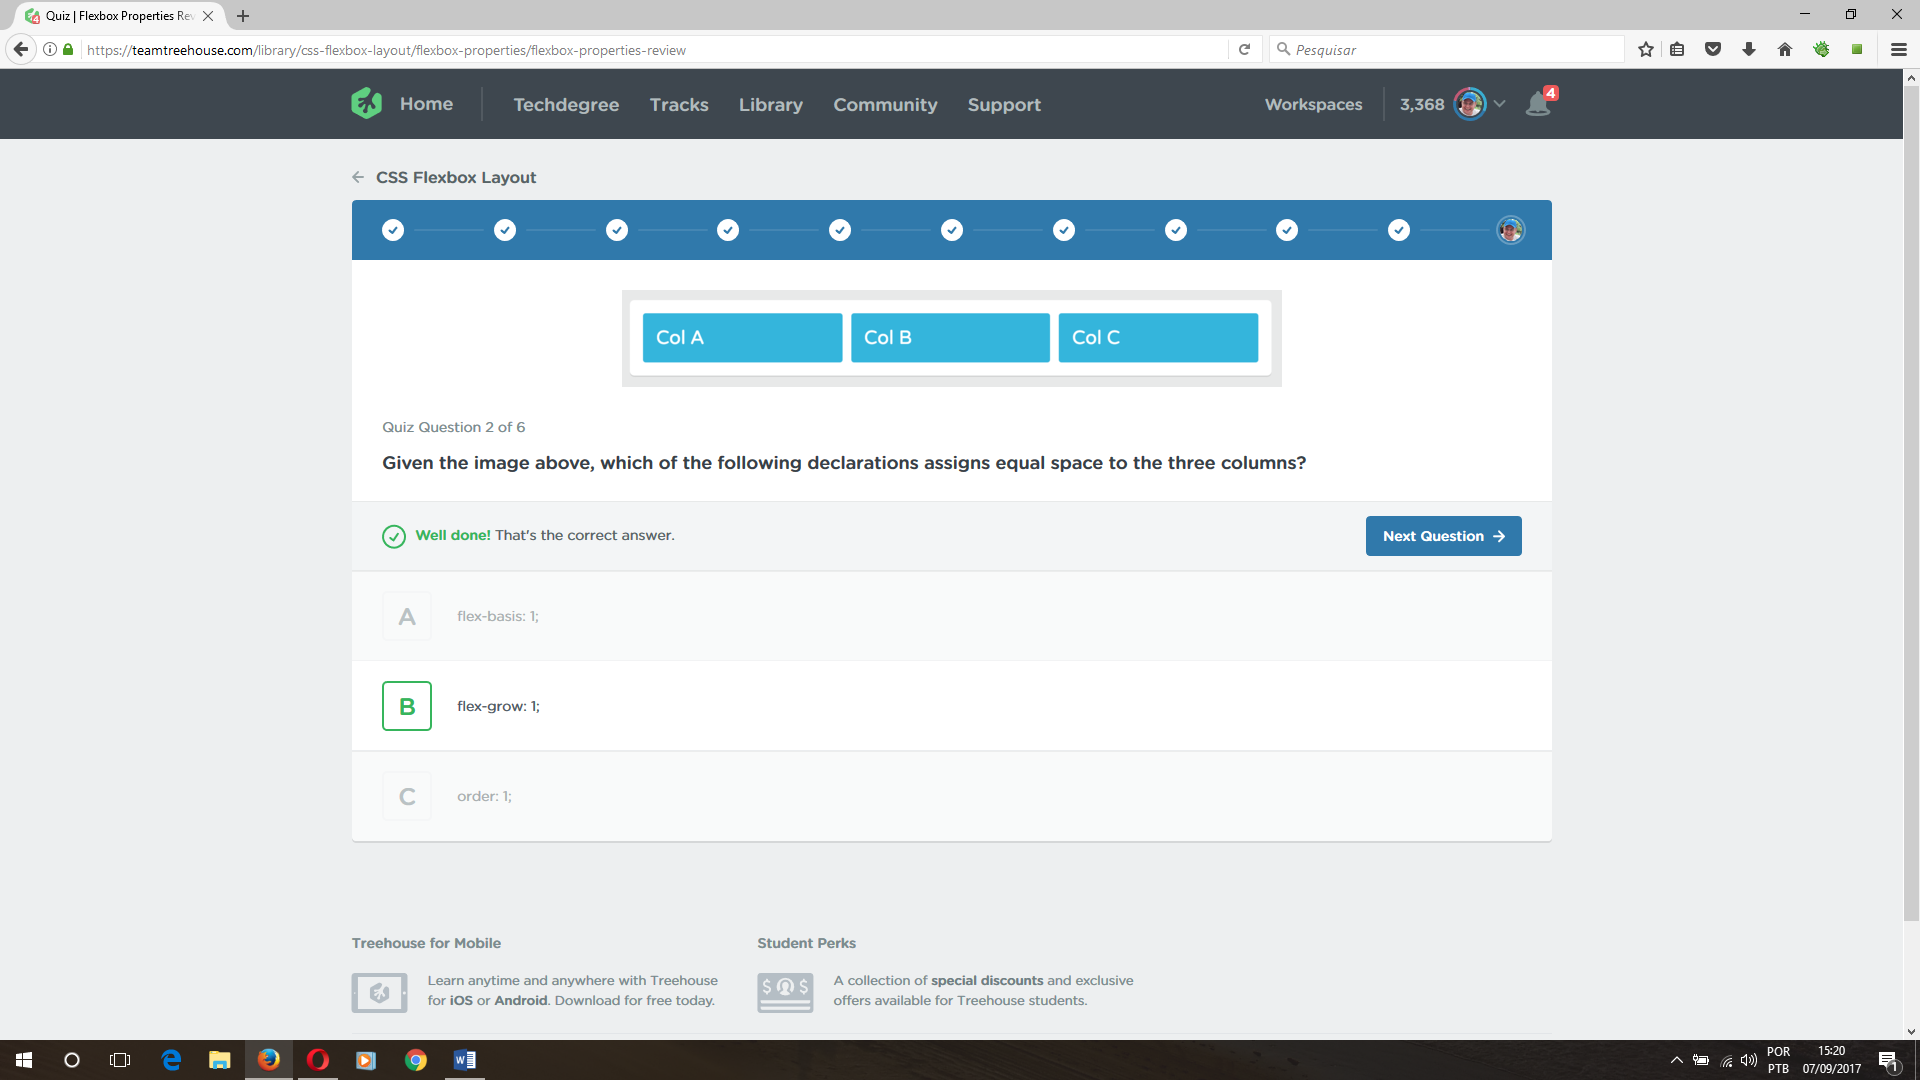 Quiz | Flexbox Properties Rev
https://teamtreehouse.com/library/css-flexbox-layout/flexbox-properties/flexbox-properties-review
Pesquisar
Home
Techdegree
Tracks
Library
Community
Support
Workspaces
3,368
4
CSS Flexbox Layout
Col A
Col B
Col C
Quiz Question 2 of 6
Given the image above, which of the following declarations assigns equal space to the three columns?
Well done! That's the correct answer.
Next Question
A
flex-basis: 1;
B
flex-grow: 1;
C
order: 1;
Treehouse for Mobile
Learn anytime and anywhere with Treehouse
for iOS or Android. Download for free today.
Student Perks
A collection of special discounts and exclusive
offers available for Treehouse students.
POR
PTB
15:20
07/09/2017
1